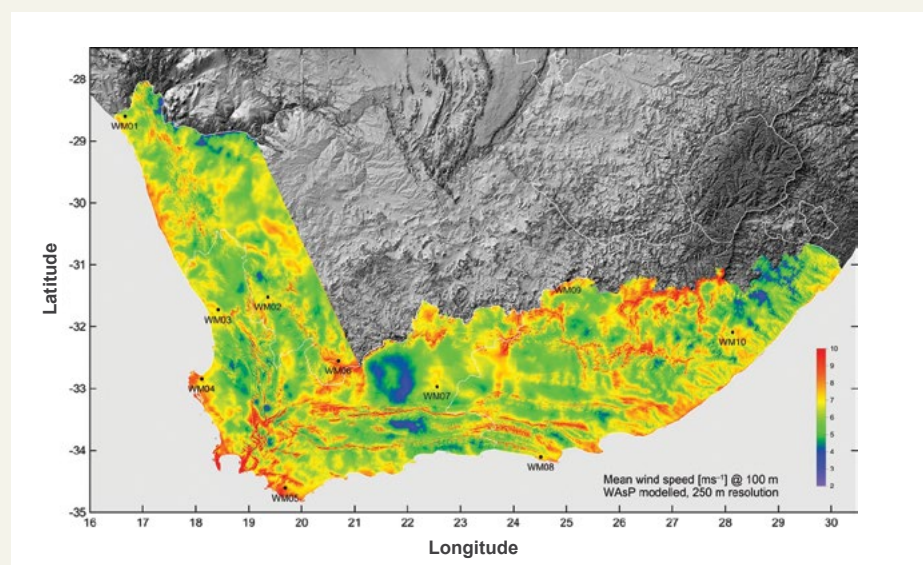 -28
-29
-30
-31
-32
-33
-34
-35
Latitude
WM01
WM02
WM03
WM04
WM05
WM06
WM07
WM08
WM09
WM10
10
9
8
7
6
5
4
3
2
Mean wind speed [ms⁻¹] @ 100 m
WAsP modelled, 250 m resolution
16 17 18 19 20 21 22 23 24 25 26 27 28 29 30
Longitude